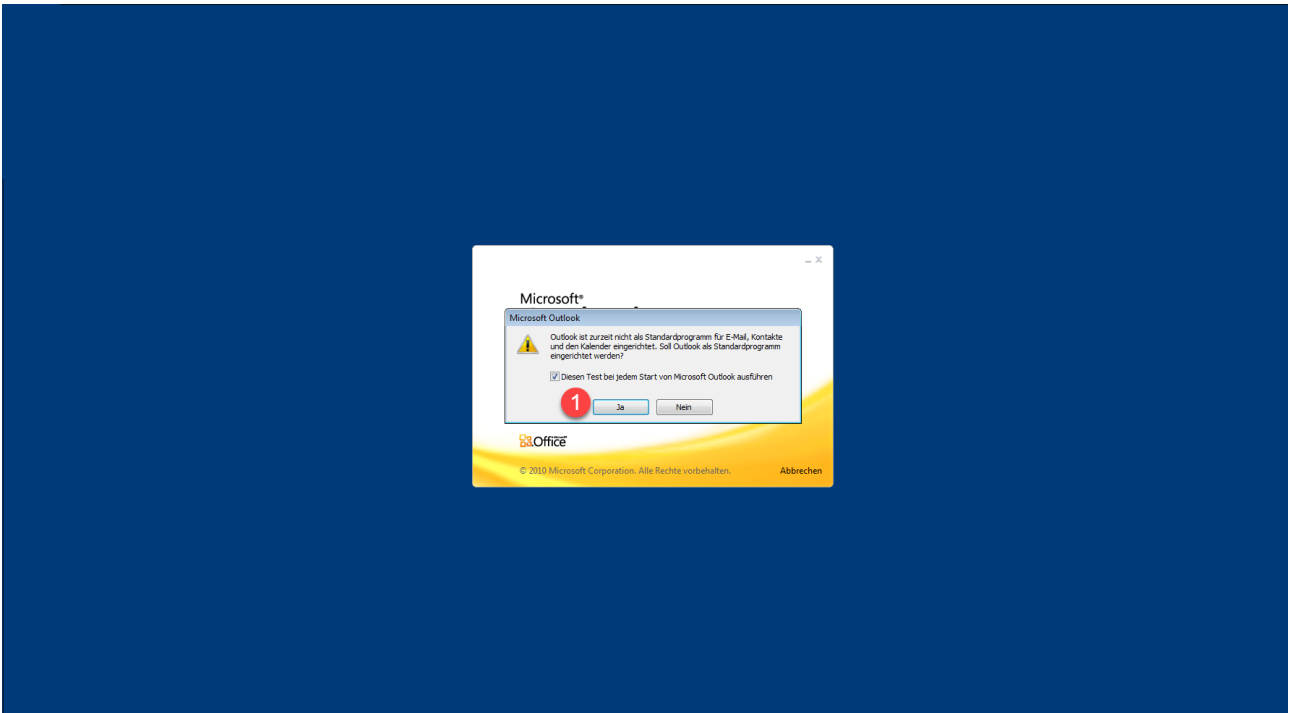 Microsoft®
Microsoft Outlook
Outlook ist zurzeit nicht als Standardprogramm für E-Mail, Kontakte
und den Kalender eingerichtet. Soll Outlook als Standardprogramm
eingerichtet werden?
Diesen Test bei jedem Start von Microsoft Outlook ausführen
1
Ja
Nein
Office
© 2010 Microsoft Corporation. Alle Rechte vorbehalten.
Abbrechen